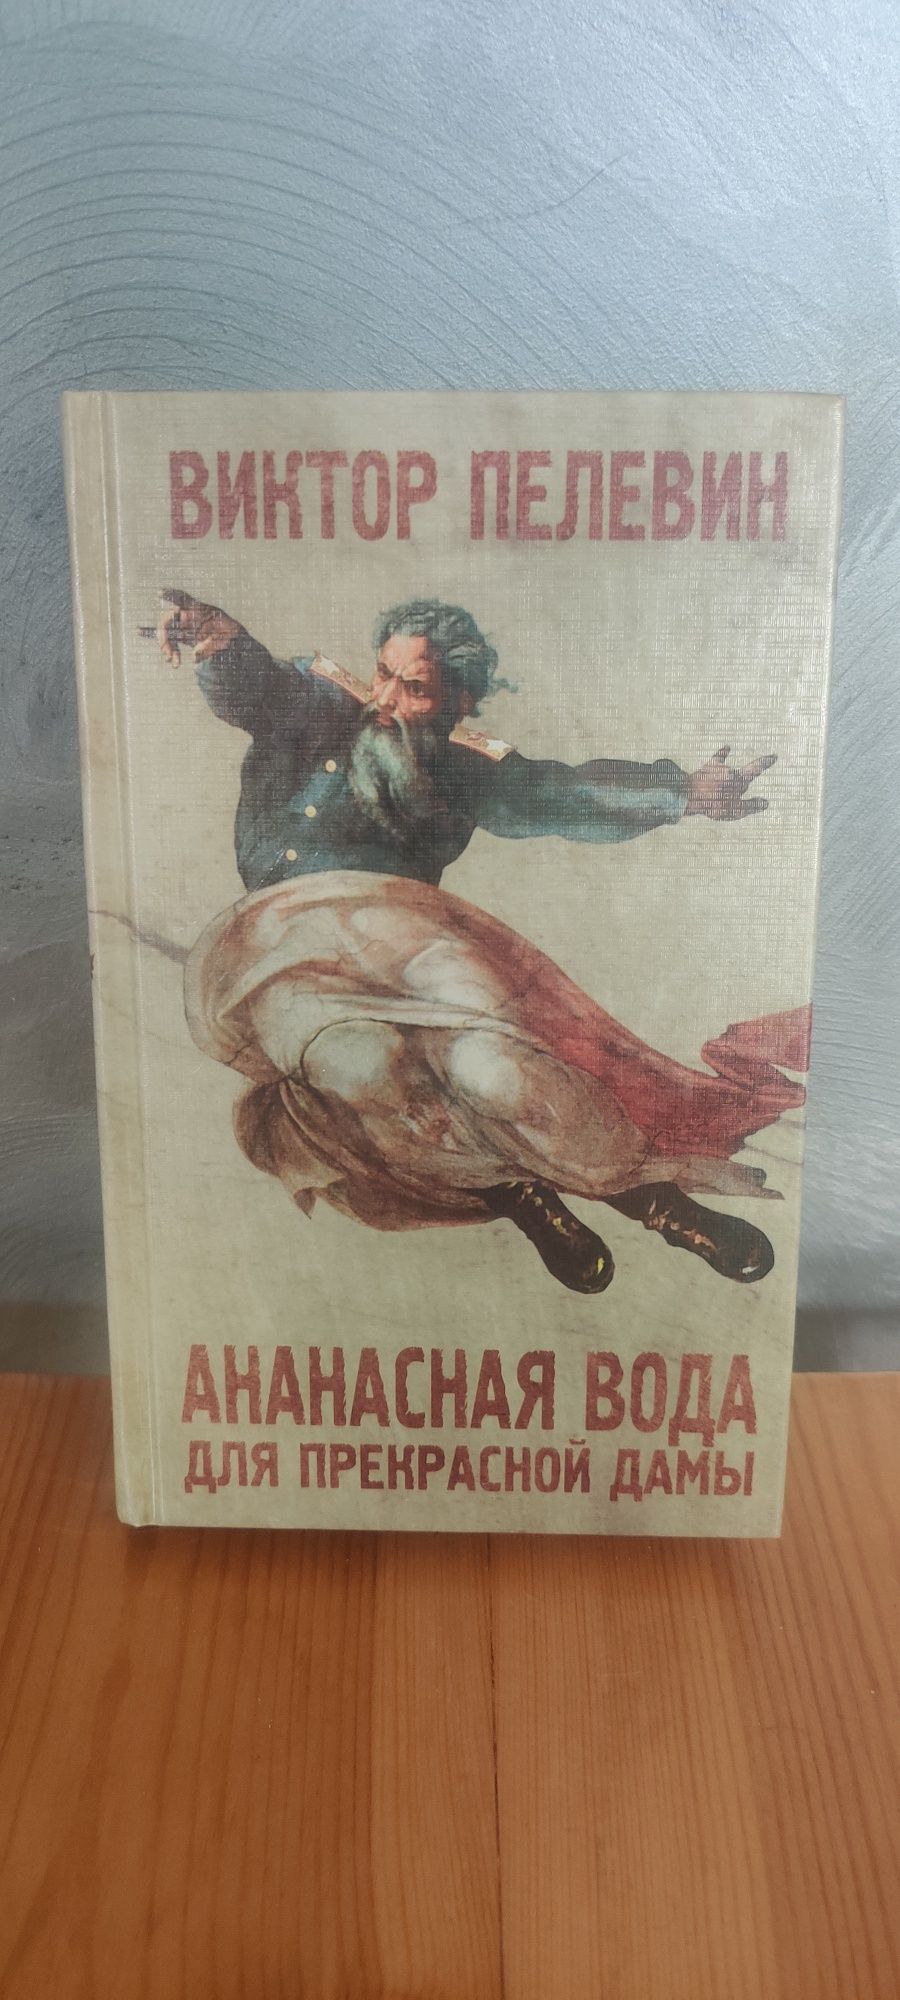 ВИКТОР ПЕЛЕВИН
АНАНАСНАЯ ВОДА
ДЛЯ ПРЕКРАСНОЙ ДАМЫ